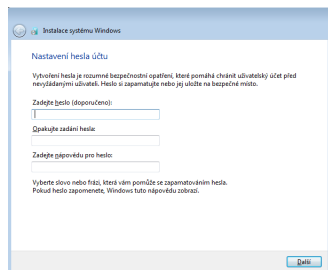 Instalace systému Windows
Nastavení hesla účtu
Vytvoření hesla je rozumné bezpečnostní opatření, které pomáhá chránit uživatelský účet před
nevyžádanými uživateli. Heslo si zapamatujte nebo jej uložte na bezpečné místo.
Zadejte heslo (doporučeno):
Opakujte zadání hesla:
Zadejte nápovědu pro heslo:
Vyberte slovo nebo frázi, která vám pomůže se zapamatováním hesla.
Pokud heslo zapomenete, Windows tuto nápovědu zobrazí.
Další